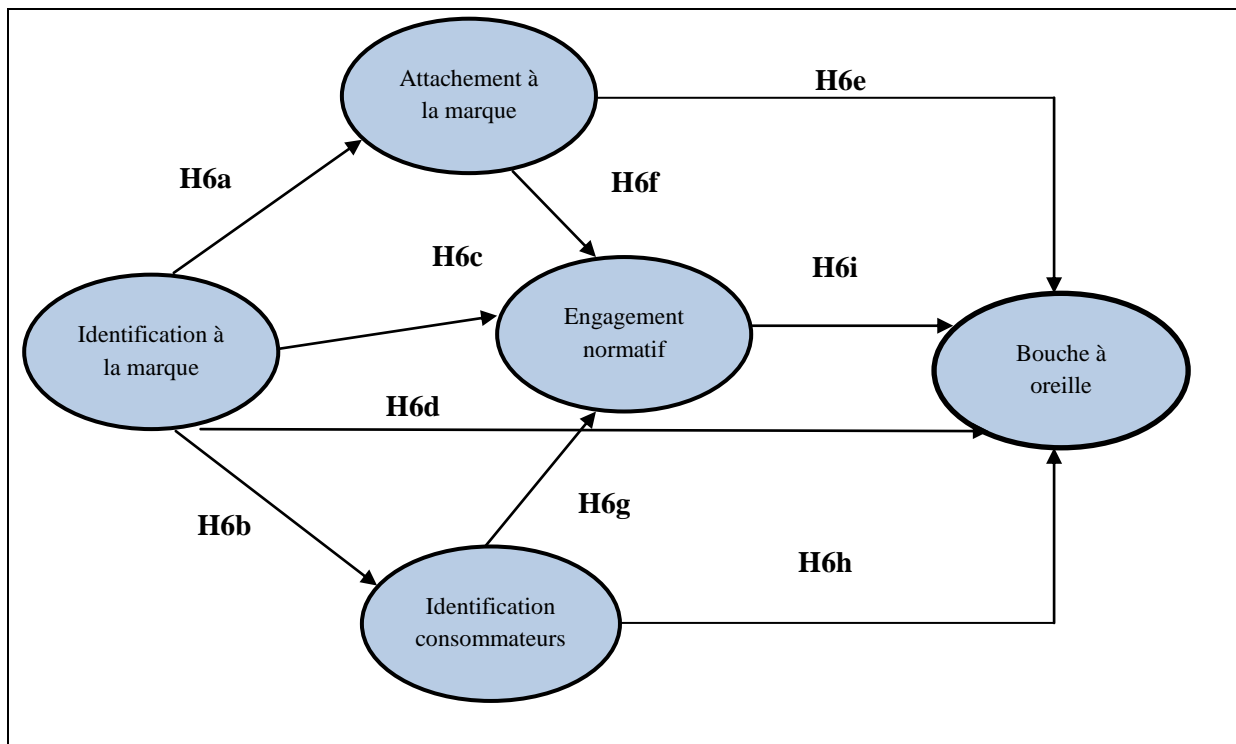 Attachement à
la marque
H6e
H6a
H6f
H6c
H6i
Identification à
la marque
Engagement
normatif
Bouche à
oreille
H6d
H6b
H6g
H6h
Identification
consommateurs